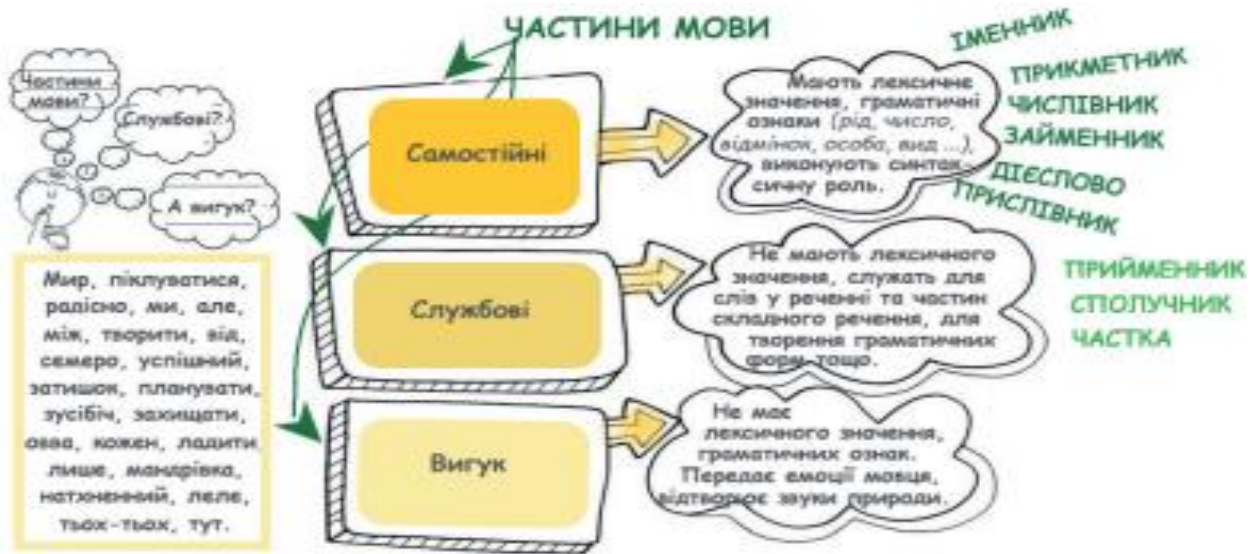 ЧАСТИНИ МОВИ
Частини
мови?
Службові?
А вигук?
Мир, піклуватися,
радісно, ми, але,
між, творити, від,
семеро, успішний,
затишок, планувати,
зусібіч, захищати,
овва, кожен, ладити,
лише, мандрівка,
натхненний, леле,
тьох-тьох, тут.
Самостійні
Мають лексичне
значення, граматичні
ознаки (рід, число,
відмінок, особа, вид ...),
виконують синтак-
сичну роль.
ІМЕННИК
ПРИКМЕТНИК
ЧИСЛІВНИК
ЗАЙМЕННИК
ДІЄСЛОВО
ПРИСЛІВНИК
Службові
Не мають лексичного
значення, служать для
слів у реченні та частин
складного речення, для
творення граматичних
форм тощо.
ПРИЙМЕННИК
СПОЛУЧНИК
ЧАСТКА
Вигук
Не має
лексичного значення,
граматичних ознак.
Передає емоції мовця,
відтворює звуки природи.